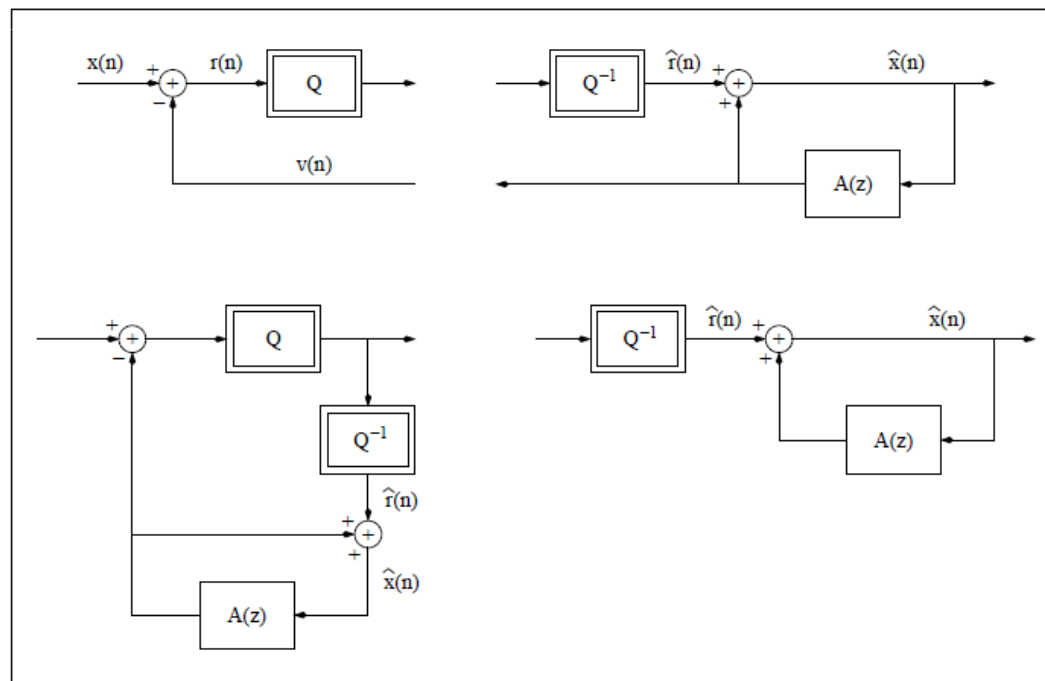 x(n) + r(n) Q Q⁻¹ r̂(n) + x̂(n)
+ +
− +
v(n) A(z)
+ Q Q⁻¹ r̂(n) + x̂(n)
+ +
− +
Q⁻¹ A(z)
r̂(n)
+
+
+
x̂(n)
A(z)